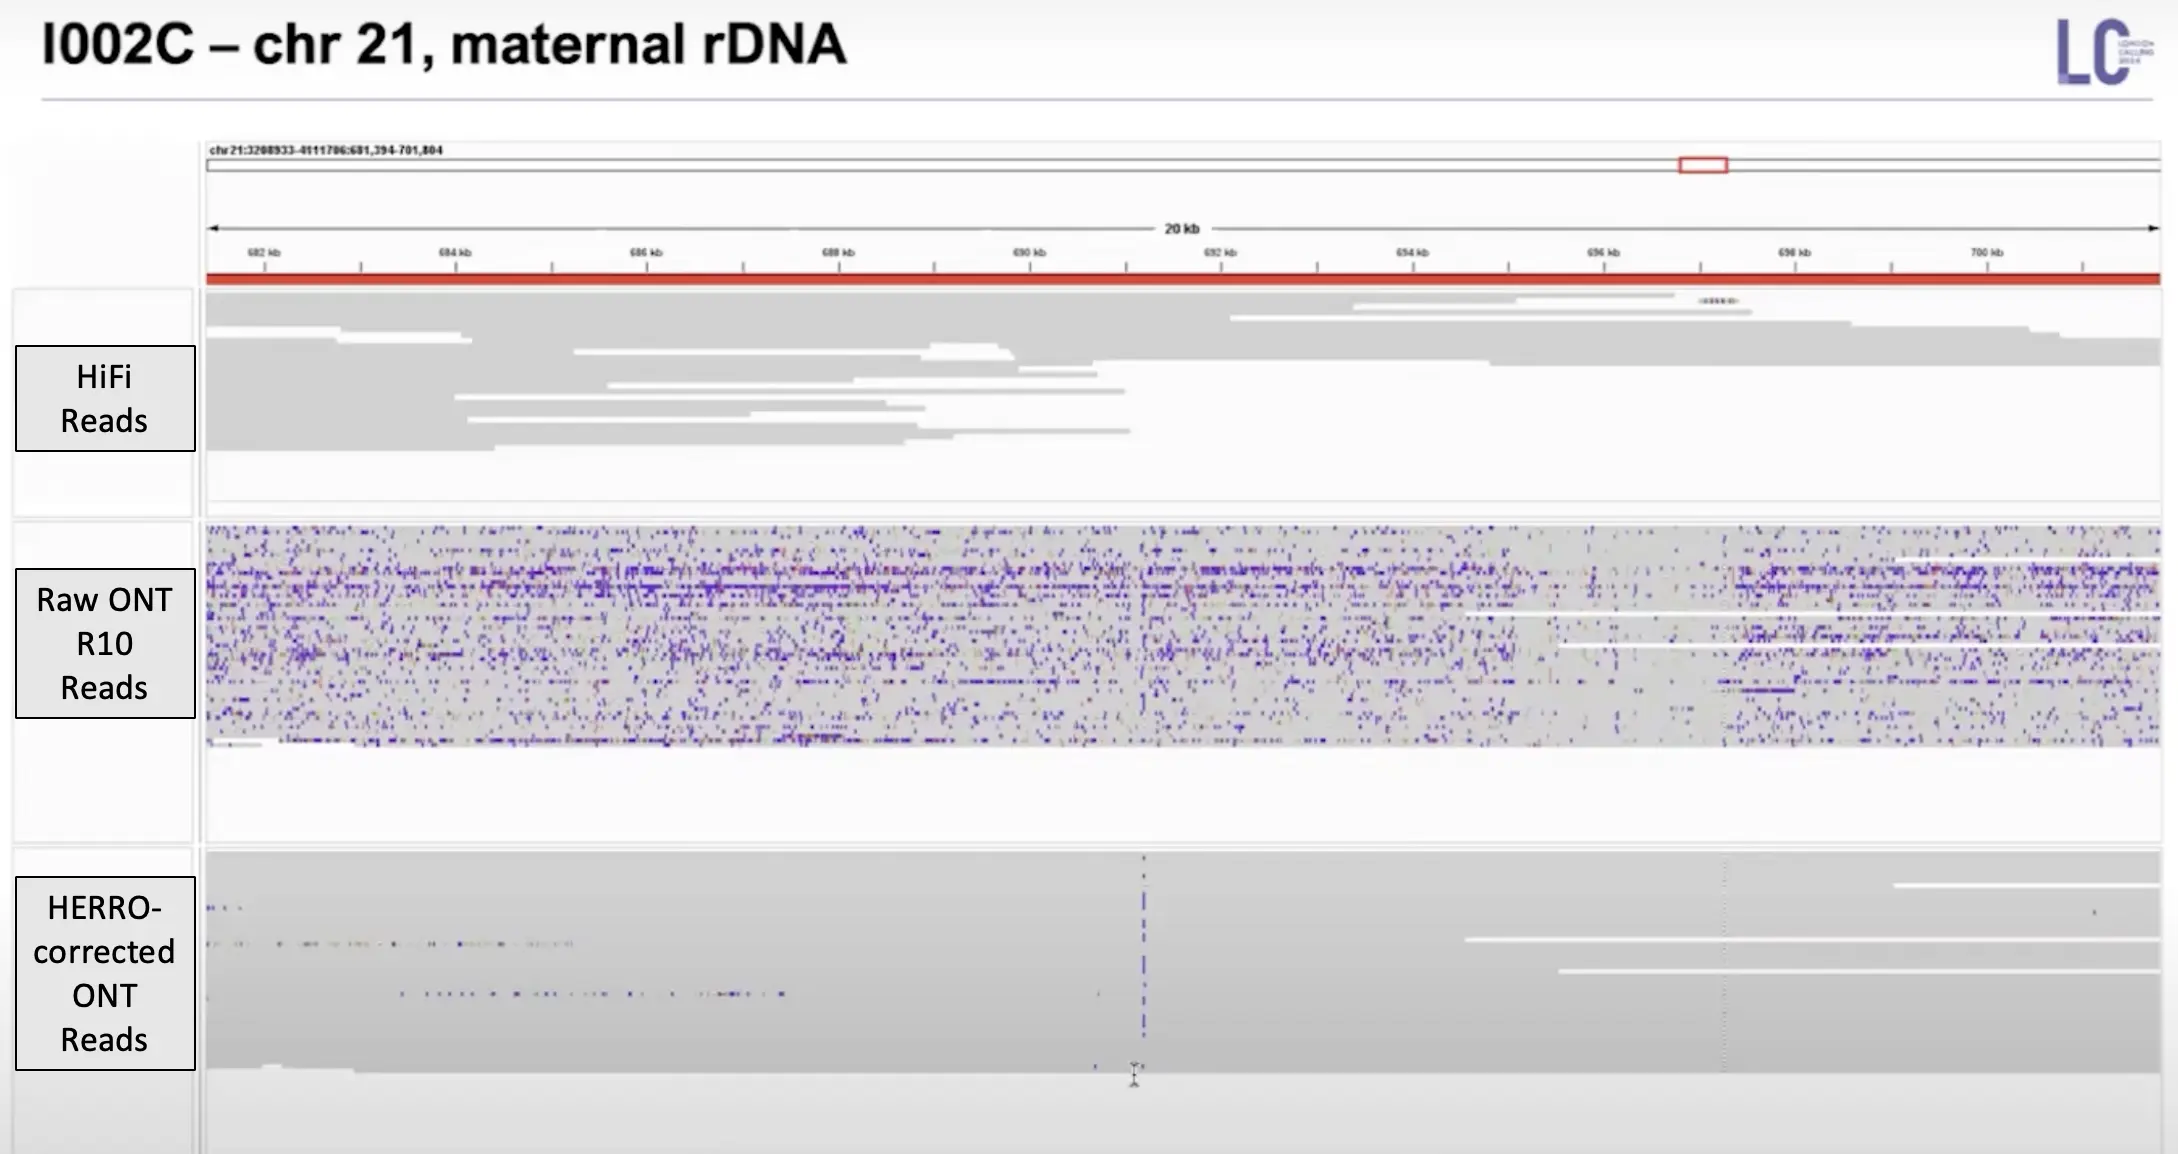 I002C – chr 21, maternal rDNA
LC
LONDON
CALLING
chr21:3208933-4111706:681,394-701,804
20 kb
682 kb 684 kb 686 kb 688 kb 690 kb 692 kb 694 kb 696 kb 698 kb 700 kb
HiFi
Reads
Raw ONT
R10
Reads
HERRO-
corrected
ONT
Reads